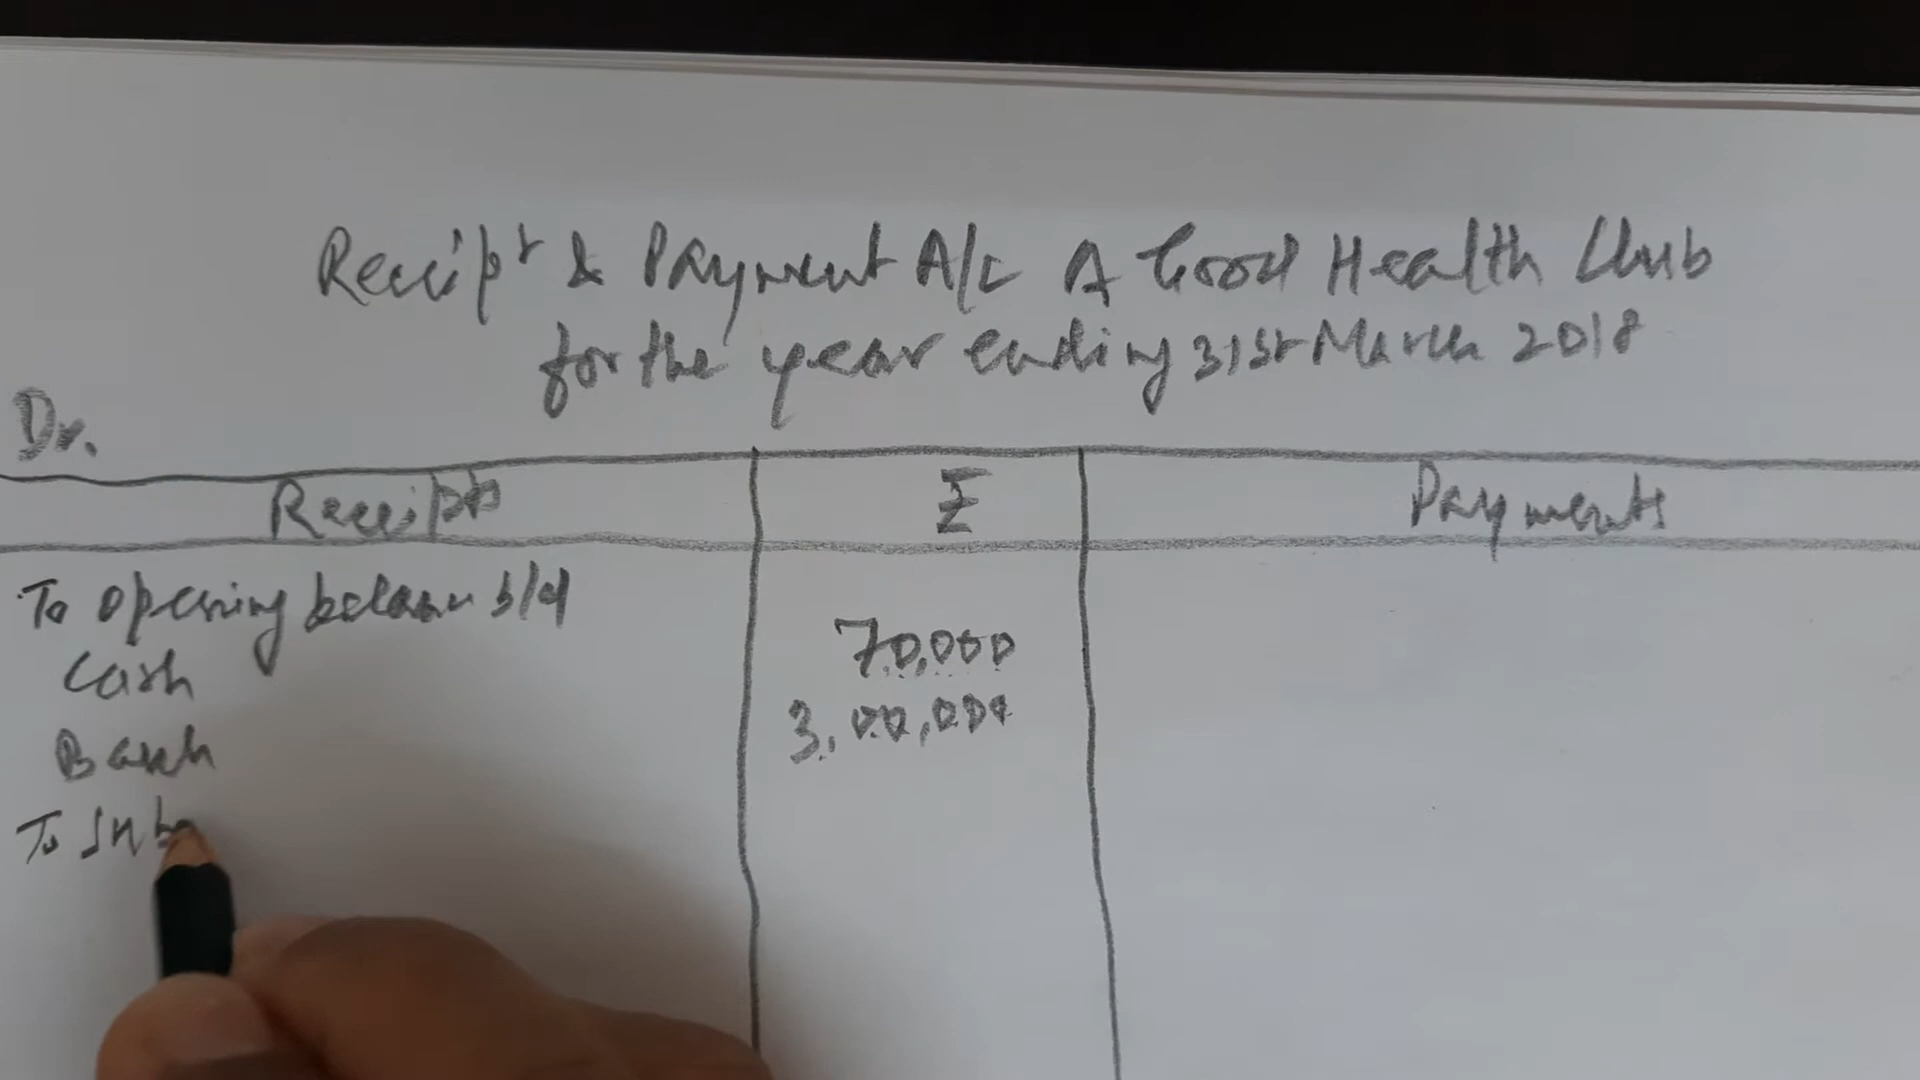 Receipt & Payment A/c A Good Health Club
for the year ending 31st March 2018
Dr.
Receipts ₹ Payments
To opening balance b/d
Cash 70,000
Bank 3,00,000
To Sub